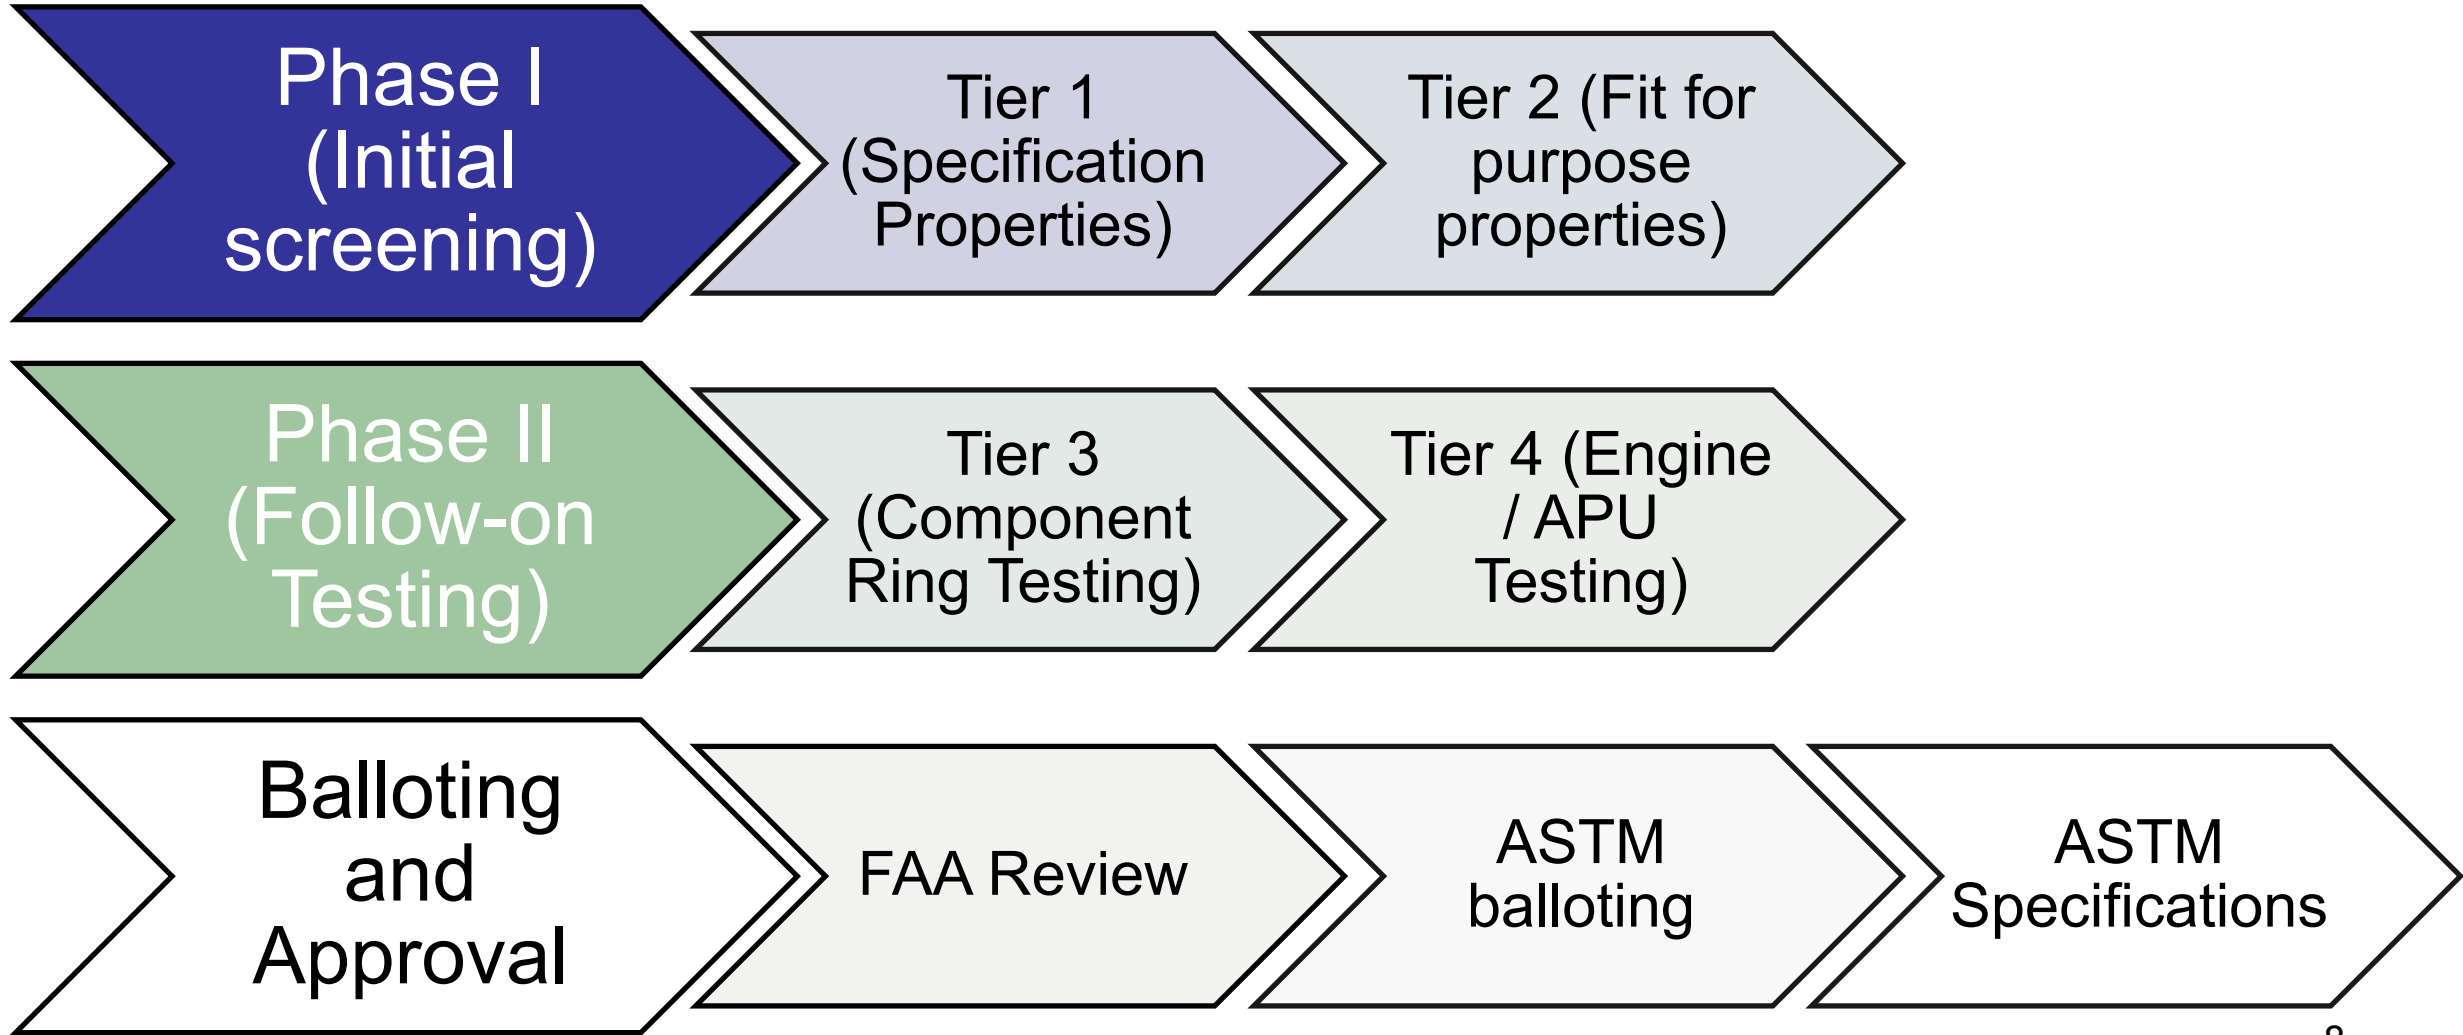 Phase I
(Initial
screening)
Tier 1
(Specification
Properties)
Tier 2 (Fit for
purpose
properties)
Phase II
(Follow-on
Testing)
Tier 3
(Component
Ring Testing)
Tier 4 (Engine
/ APU
Testing)
Balloting
and
Approval
FAA Review
ASTM
balloting
ASTM
Specifications